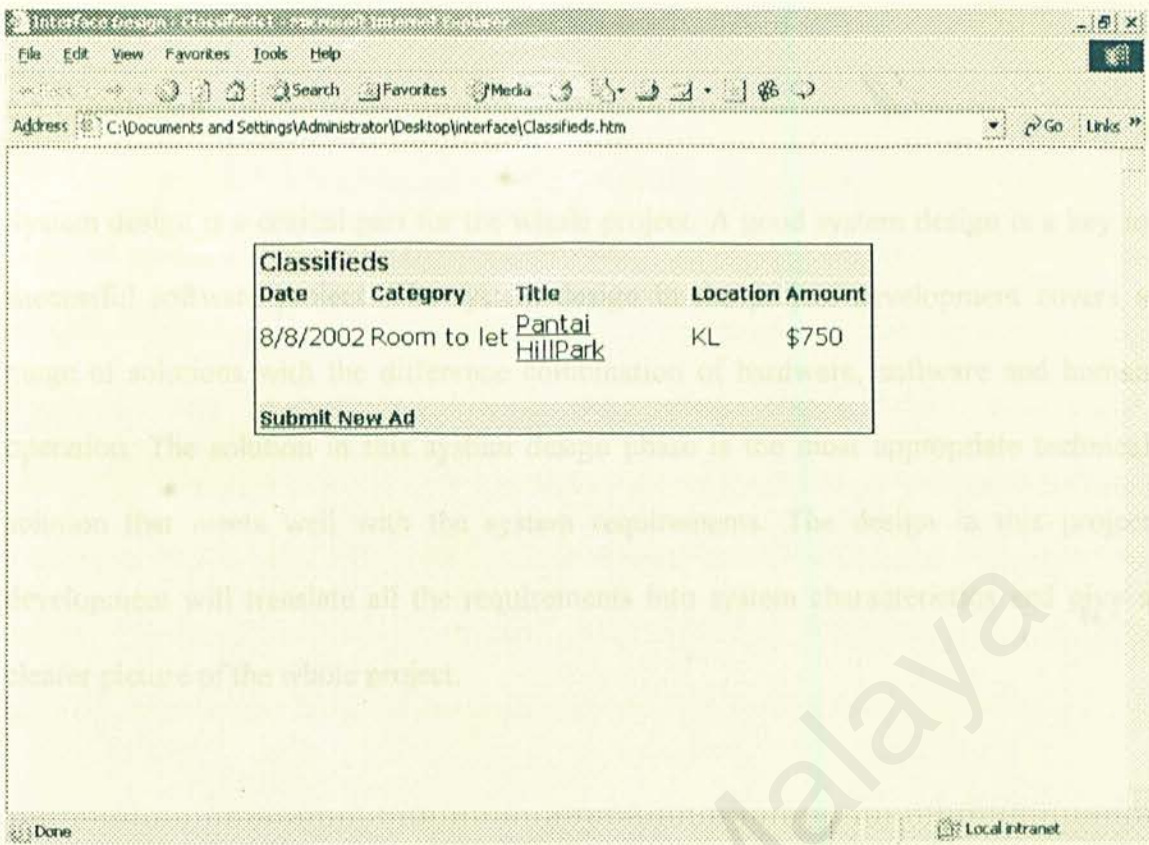 Interface Design : Classifieds1 - Microsoft Internet Explorer
File Edit View Favorites Tools Help
Search Favorites Media
Address C:\Documents and Settings\Administrator\Desktop\interface\Classifieds.htm Go Links »
system design is a critical part for the whole project. A good system design is a key to
Classifieds
successful software design development covers a
Date Category Title Location Amount
8/8/2002 Room to let Pantai HillPark KL $750
range of solutions with the difference combination of hardware, software and human
Submit New Ad
operation. The solution in this system design phase is the most appropriate technical
solution that meets well with the system requirements. The design in this project
development will translate all the requirements into system characteristics and give a
clearer picture of the whole project.
Malaya
Done Local intranet